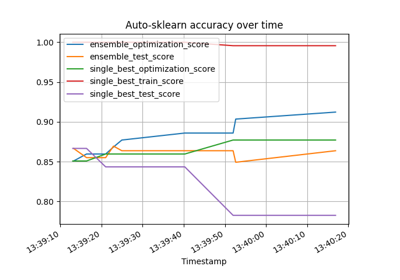 Auto-sklearn accuracy over time
1.00
0.95
0.90
0.85
0.80
ensemble_optimization_score
ensemble_test_score
single_best_optimization_score
single_best_train_score
single_best_test_score
13:39:10
13:39:20
13:39:30
13:39:40
13:39:50
13:40:00
13:40:10
13:40:20
Timestamp